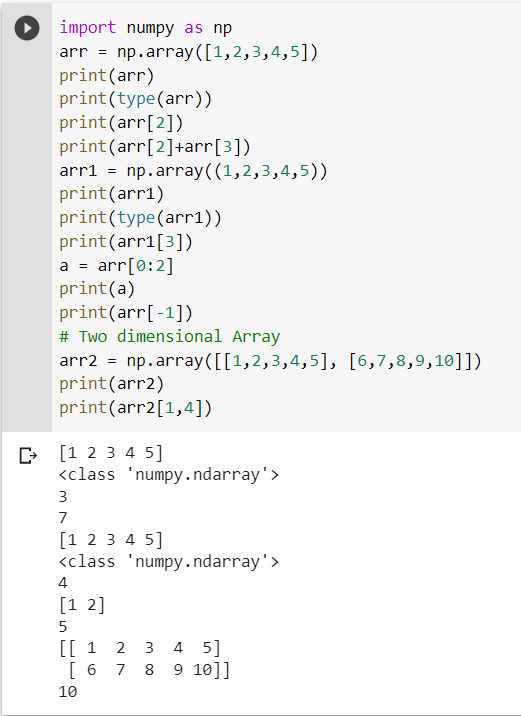 import numpy as np
arr = np.array([1,2,3,4,5])
print(arr)
print(type(arr))
print(arr[2])
print(arr[2]+arr[3])
arr1 = np.array((1,2,3,4,5))
print(arr1)
print(type(arr1))
print(arr1[3])
a = arr[0:2]
print(a)
print(arr[-1])
# Two dimensional Array
arr2 = np.array([[1,2,3,4,5], [6,7,8,9,10]])
print(arr2)
print(arr2[1,4])
[1 2 3 4 5]
<class 'numpy.ndarray'>
3
7
[1 2 3 4 5]
<class 'numpy.ndarray'>
4
[1 2]
5
[[ 1  2  3  4  5]
 [ 6  7  8  9 10]]
10